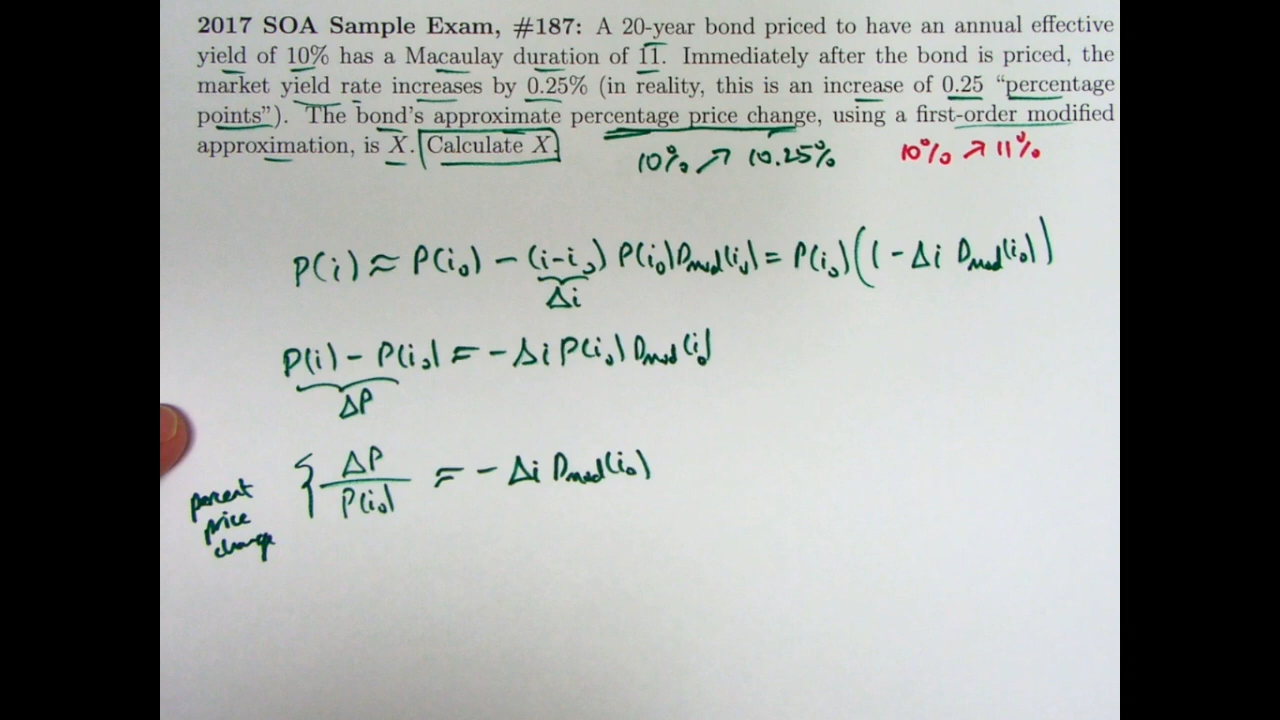 2017 SOA Sample Exam, #187: A 20-year bond priced to have an annual effective
yield of 10% has a Macaulay duration of 11. Immediately after the bond is priced, the
market yield rate increases by 0.25% (in reality, this is an increase of 0.25 “percentage
points”). The bond’s approximate percentage price change, using a first-order modified
approximation, is X. Calculate X.
10% ↗ 10.25% 10% ↗ 11%
P(i) ≈ P(i₀) − (i−i₀) P(i₀) Dmod(i₀) = P(i₀)(1 − Δi Dmod(i₀))
Δi
P(i) − P(i₀) ≈ −Δi P(i₀) Dmod(i₀)
ΔP
percent price change { ΔP / P(i₀) ≈ −Δi Dmod(i₀)